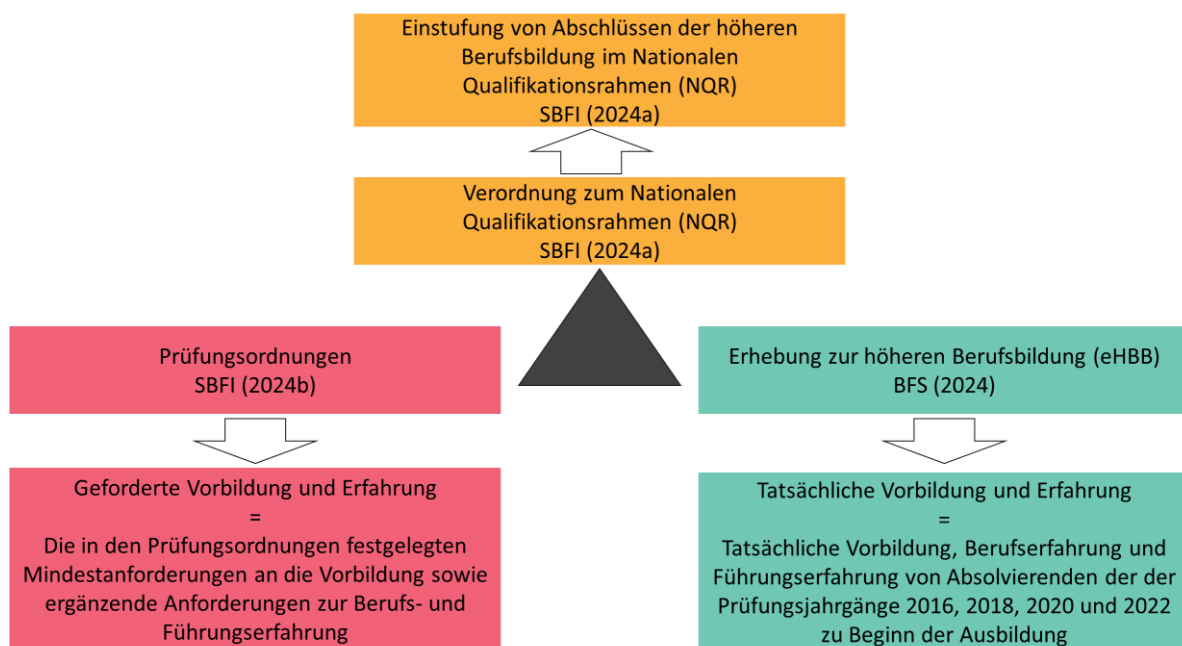 Einstufung von Abschlüssen der höheren
Berufsbildung im Nationalen
Qualifikationsrahmen (NQR)
SBFI (2024a)
Verordnung zum Nationalen
Qualifikationsrahmen (NQR)
SBFI (2024a)
Prüfungsordnungen
SBFI (2024b)
Erhebung zur höheren Berufsbildung (eHBB)
BFS (2024)
Geforderte Vorbildung und Erfahrung
=
Die in den Prüfungsordnungen festgelegten
Mindestanforderungen an die Vorbildung sowie
ergänzende Anforderungen zur Berufs- und
Führungserfahrung
Tatsächliche Vorbildung und Erfahrung
=
Tatsächliche Vorbildung, Berufserfahrung und
Führungserfahrung von Absolvierenden der der
Prüfungsjahrgänge 2016, 2018, 2020 und 2022
zu Beginn der Ausbildung